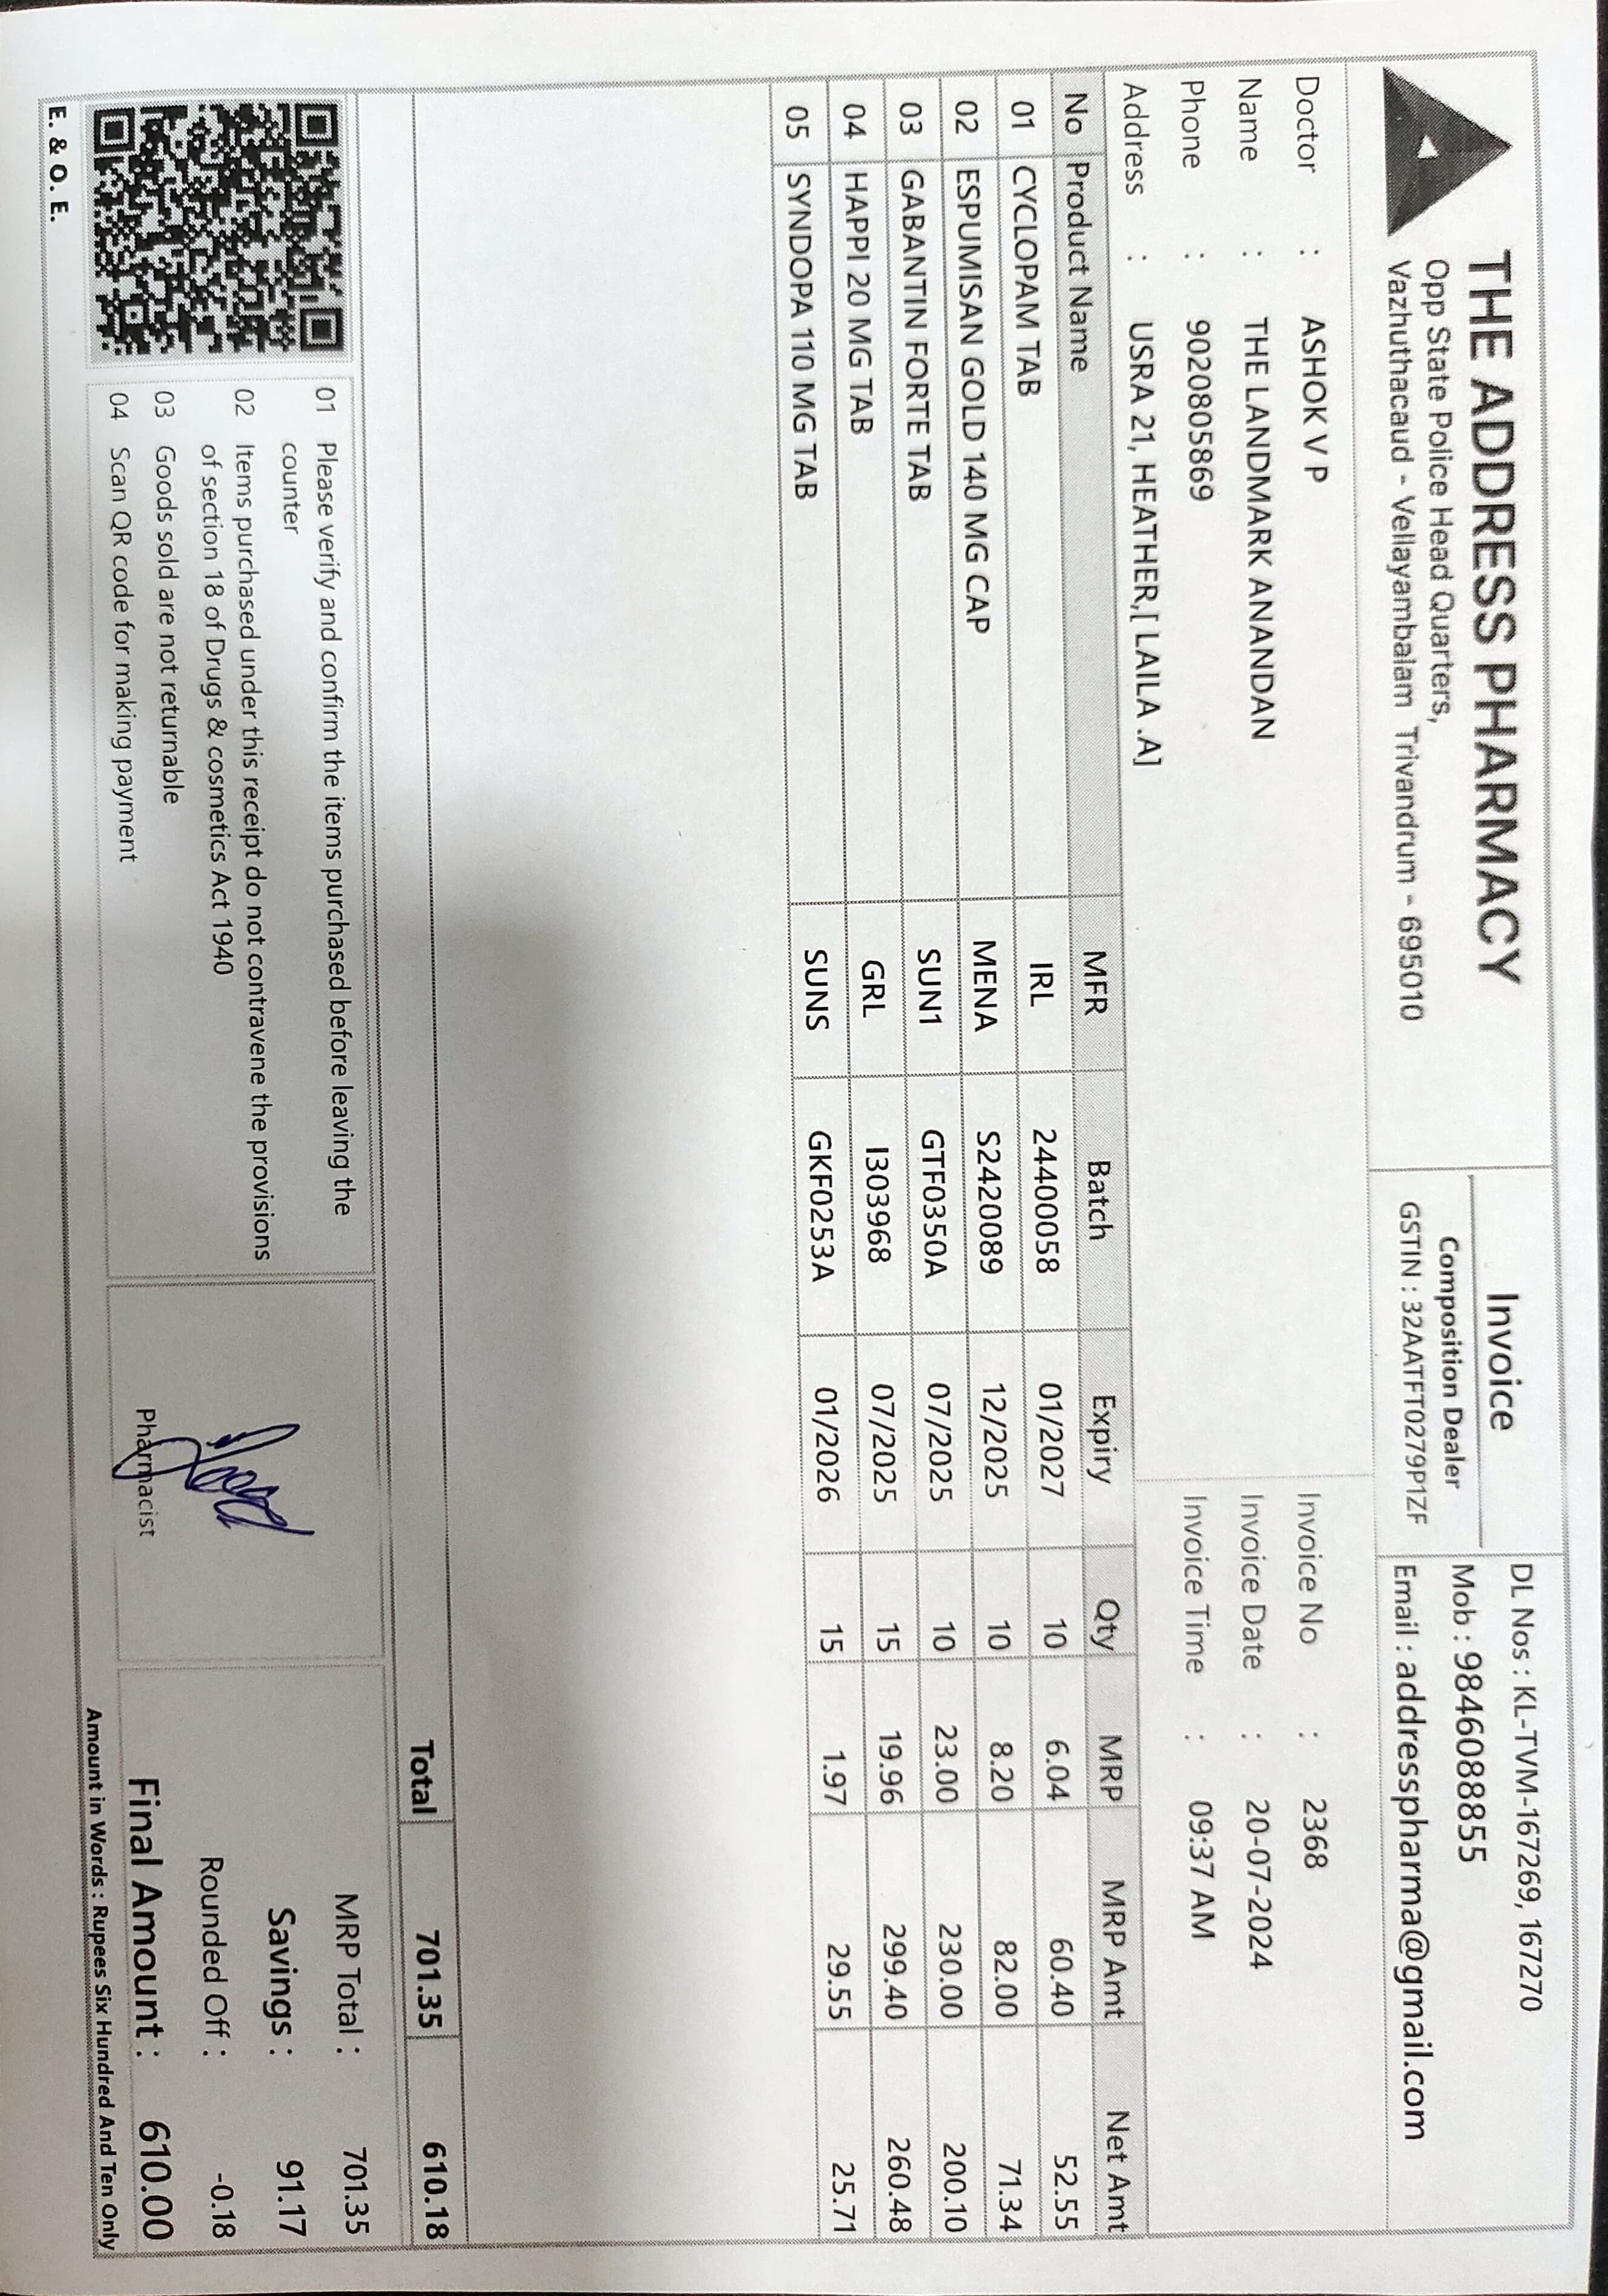 THE ADDRESS PHARMACY
Opp State Police Head Quarters,
Vazhuthacaud - Vellayambalam Trivandrum - 695010
Invoice
Composition Dealer
GSTIN : 32AATFT0279P1ZF
DL Nos : KL-TVM-167269, 167270
Mob : 9846088855
Email : addresspharma@gmail.com
Doctor : ASHOK V P
Name : THE LANDMARK ANANDAN
Phone : 9020805869
Address : USRA 21, HEATHER,[ LAILA .A]
Invoice No : 2368
Invoice Date : 20-07-2024
Invoice Time : 09:37 AM
No Product Name MFR Batch Expiry Qty MRP MRP Amt Net Amt
01 CYCLOPAM TAB IRL 24400058 01/2027 10 6.04 60.40 52.55
02 ESPUMISAN GOLD 140 MG CAP MENA S2420089 12/2025 10 8.20 82.00 71.34
03 GABANTIN FORTE TAB SUN1 GTF0350A 07/2025 10 23.00 230.00 200.10
04 HAPPI 20 MG TAB GRL I303968 07/2025 15 19.96 299.40 260.48
05 SYNDOPA 110 MG TAB SUNS GKF0253A 01/2026 15 1.97 29.55 25.71
Total 701.35 610.18
01 Please verify and confirm the items purchased before leaving the
counter
02 Items purchased under this receipt do not contravene the provisions
of section 18 of Drugs & cosmetics Act 1940
03 Goods sold are not returnable
04 Scan QR code for making payment
Pharmacist
MRP Total : 701.35
Savings : 91.17
Rounded Off : -0.18
Final Amount : 610.00
Amount in Words : Rupees Six Hundred And Ten Only
E. & O. E.